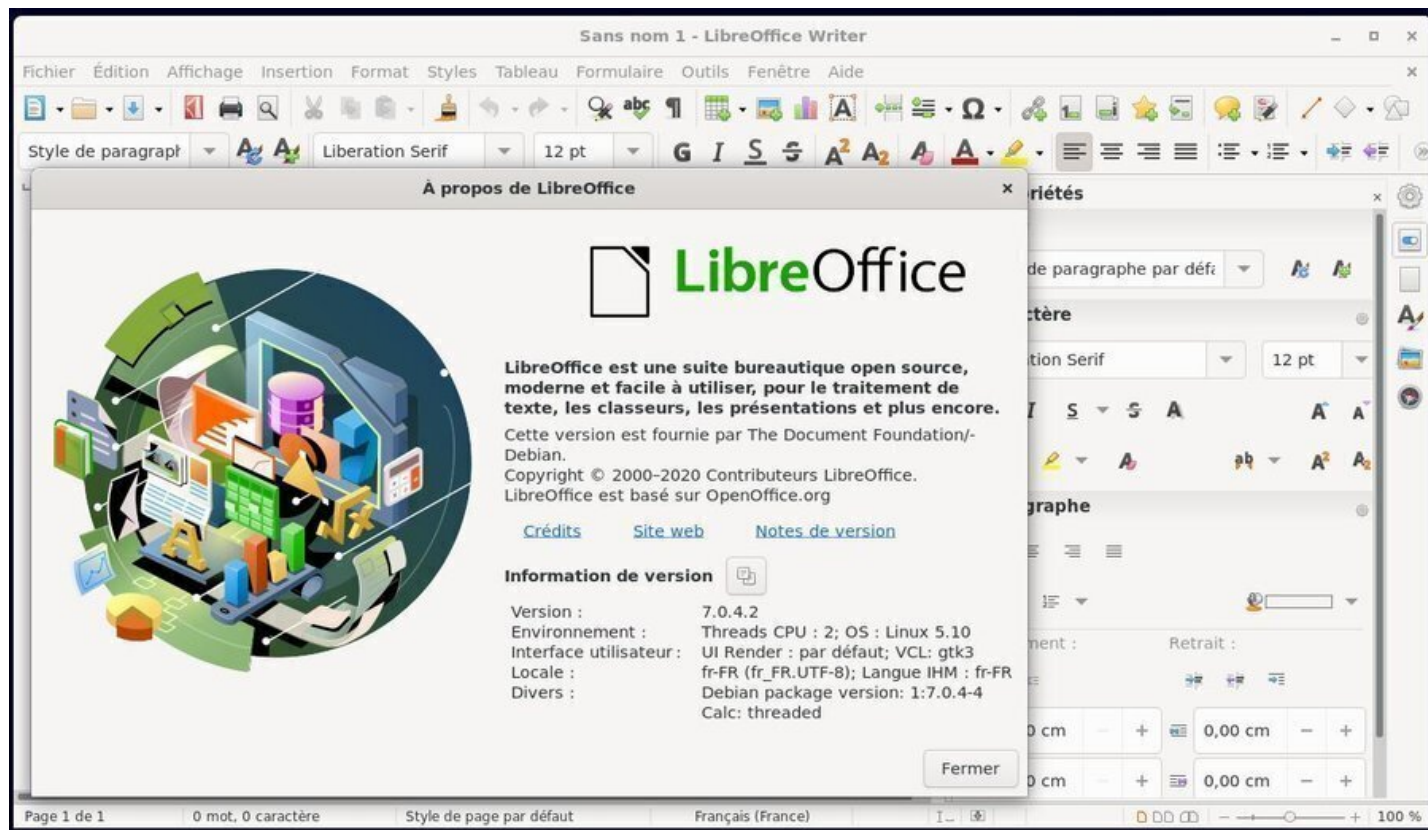 Sans nom 1 - LibreOffice Writer
Fichier Édition Affichage Insertion Format Styles Tableau Formulaire Outils Fenêtre Aide
Style de paragraph Liberation Serif 12 pt G I S S A² A₂ A A
À propos de LibreOffice
riétés
LibreOffice
de paragraphe par défa
ctère
LibreOffice est une suite bureautique open source,
moderne et facile à utiliser, pour le traitement de
texte, les classeurs, les présentations et plus encore.
tion Serif 12 pt
Cette version est fournie par The Document Foundation/-
Debian.
Copyright © 2000–2020 Contributeurs LibreOffice.
LibreOffice est basé sur OpenOffice.org
Crédits Site web Notes de version
graphe
Information de version
Version : 7.0.4.2
Environnement : Threads CPU : 2; OS : Linux 5.10
Interface utilisateur : UI Render : par défaut; VCL: gtk3
Locale : fr-FR (fr_FR.UTF-8); Langue IHM : fr-FR
Divers : Debian package version: 1:7.0.4-4
Calc: threaded
ment : Retrait :
0 cm 0,00 cm
Fermer
0 cm 0,00 cm
Page 1 de 1 0 mot, 0 caractère Style de page par défaut Français (France) 100 %